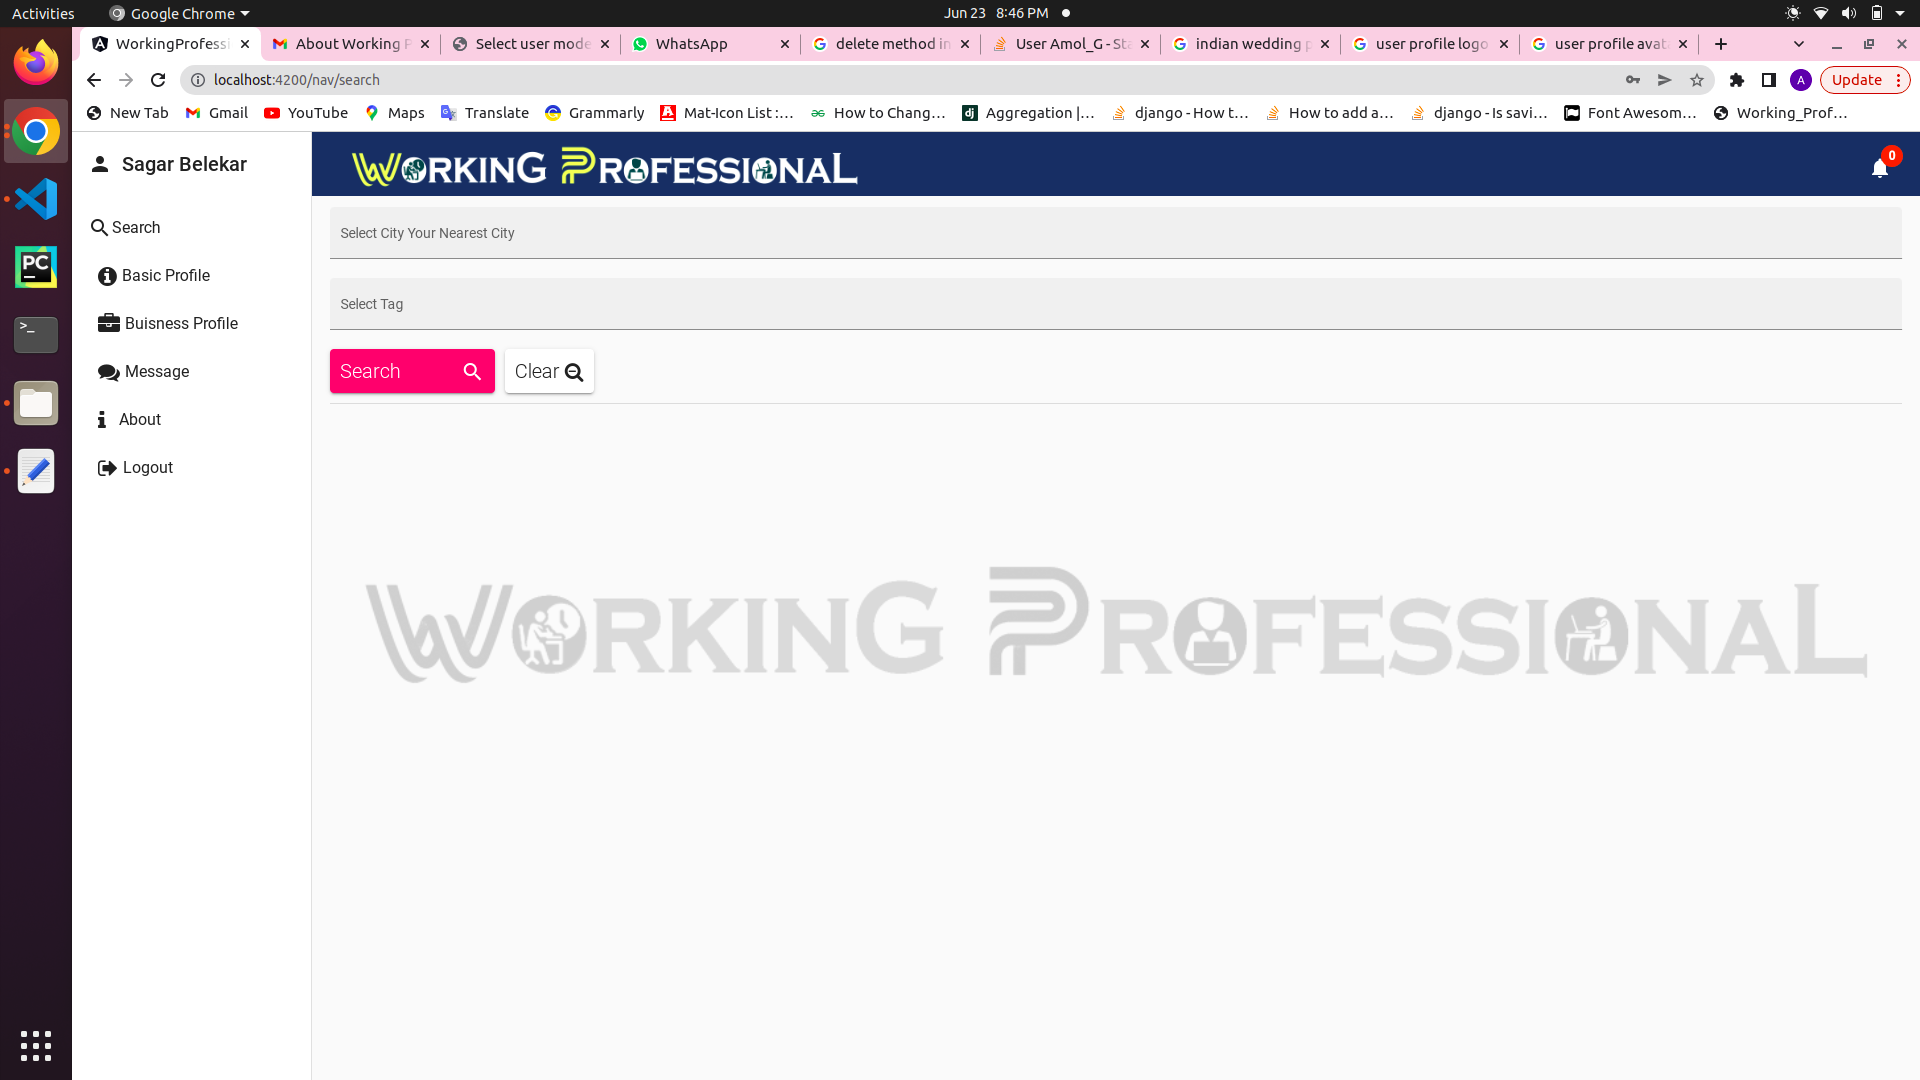 Activities Google Chrome Jun 23 8:46 PM
WorkingProfessi About Working P Select user mode WhatsApp delete method in User Amol_G - Sta indian wedding p user profile logo user profile avat
localhost:4200/nav/search A Update
New Tab Gmail YouTube Maps Translate Grammarly Mat-Icon List :... How to Chang... Aggregation |... django - How t... How to add a... django - Is savi... Font Awesom... Working_Prof...
Sagar Belekar
WORKING PROFESSIONAL
0
Search
Basic Profile
Buisness Profile
Message
About
Logout
Select City Your Nearest City
Select Tag
Search Clear
WORKING PROFESSIONAL